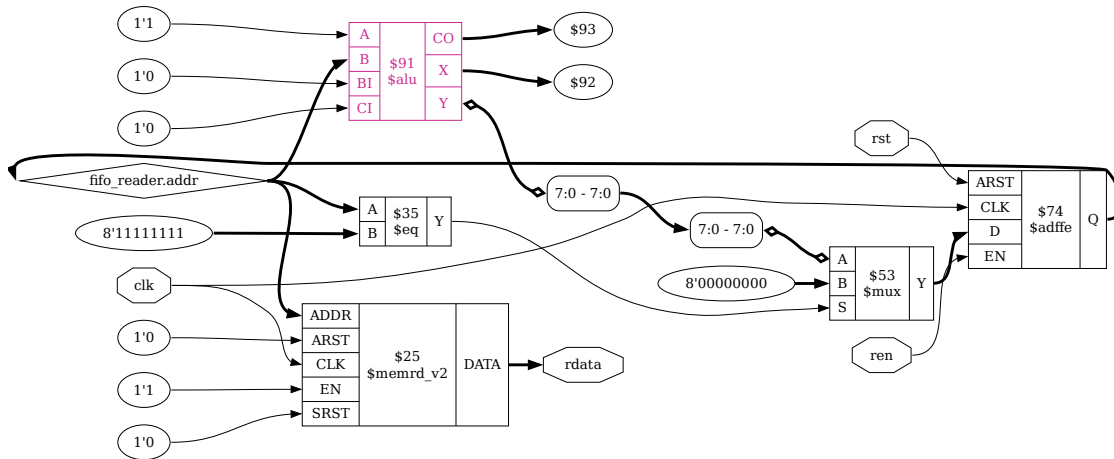 1'1
1'0
1'0
A
B
BI
CI
$91
$alu
CO
X
Y
$93
$92
fifo_reader.addr
8'11111111
A
B
$35
$eq
Y
7:0 - 7:0
7:0 - 7:0
clk
1'0
1'1
1'0
ADDR
ARST
CLK
EN
SRST
$25
$memrd_v2
DATA
rdata
8'00000000
A
B
S
$53
$mux
Y
rst
ren
ARST
CLK
D
EN
$74
$adffe
Q